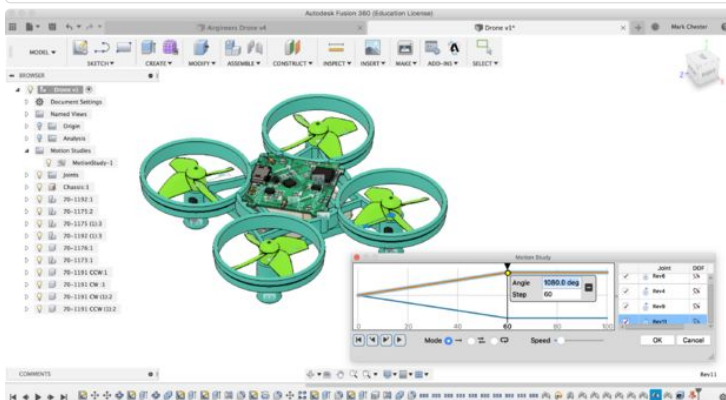 Autodesk Fusion 360 (Education License)
Airgineers Drone v4
Drone v1*
Mark Chester
MODEL
SKETCH
CREATE
MODIFY
ASSEMBLE
CONSTRUCT
INSPECT
INSERT
MAKE
ADD-INS
SELECT
BROWSER
Drone v1
Document Settings
Named Views
Origin
Analysis
Motion Studies
MotionStudy-1
Joints
Chassis:1
70-1192:1
70-1175:2
70-1175 (1):3
70-1192 (1):3
70-1176:1
70-1173:1
70-1191 CCW:1
70-1191 CW :1
70-1191 CW (1):2
70-1191 CCW (1):2
Motion Study
Angle 1080.0 deg
Step 60
0 20 40 60 80 100
Joint DOF
Rev6
Rev4
Rev9
Rev11
Mode
Speed
OK Cancel
COMMENTS
Rev11